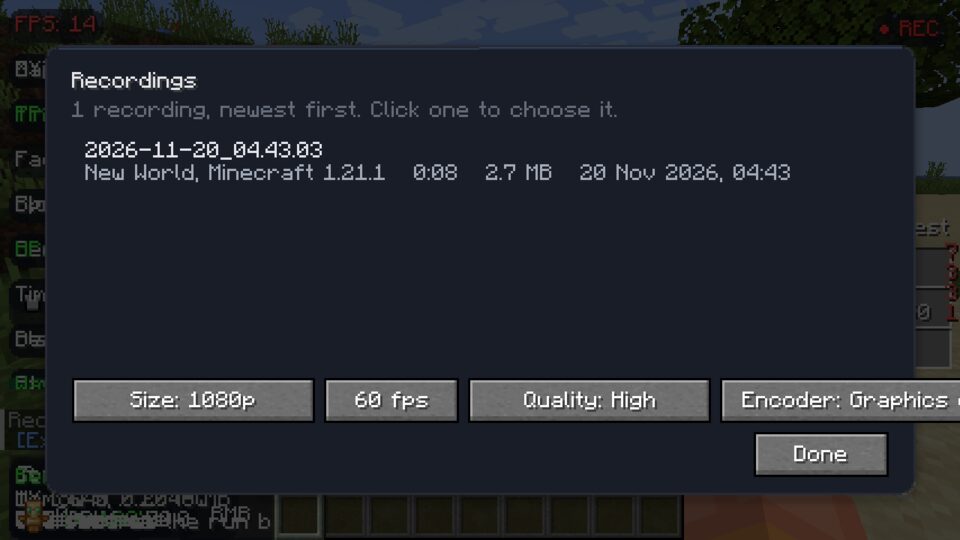 FPS: 14
REC
Recordings
1 recording, newest first. Click one to choose it.
2026-11-20_04.43.03
New World, Minecraft 1.21.1 0:08 2.7 MB 20 Nov 2026, 04:43
Size: 1080p
60 fps
Quality: High
Encoder: Graphics
Done